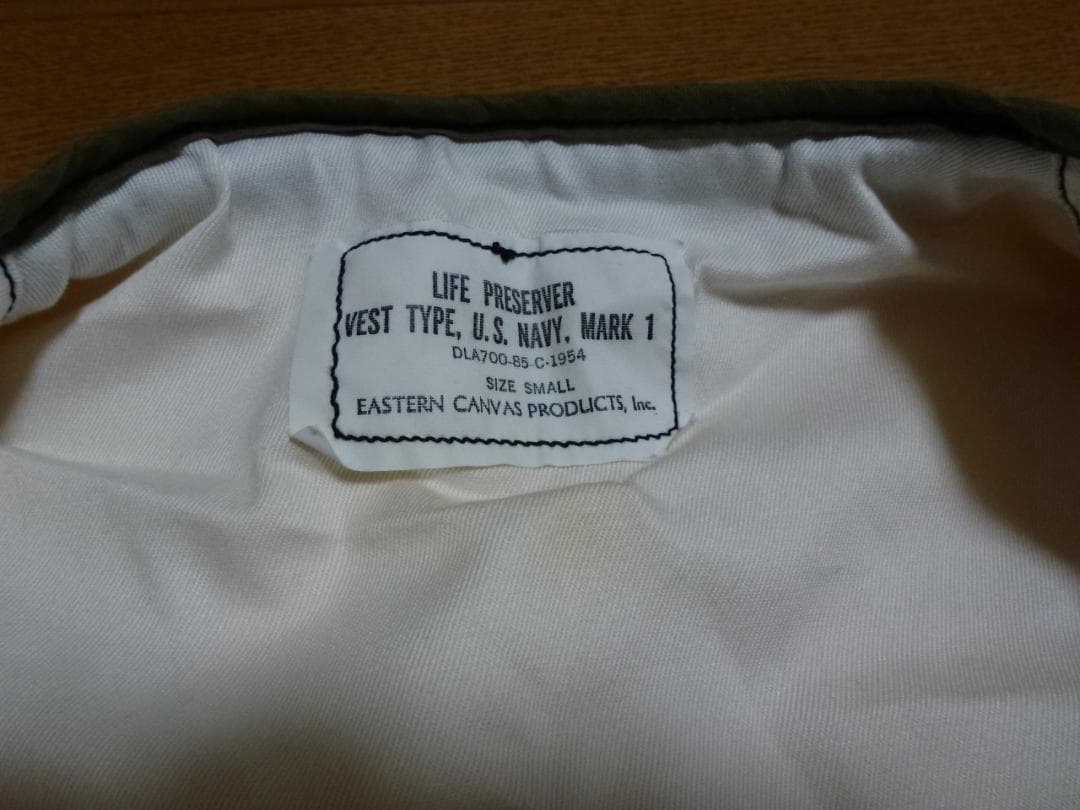 LIFE PRESERVER
VEST TYPE, U.S. NAVY, MARK 1
DLA700-85-C-1954
SIZE SMALL
EASTERN CANVAS PRODUCTS, Inc.